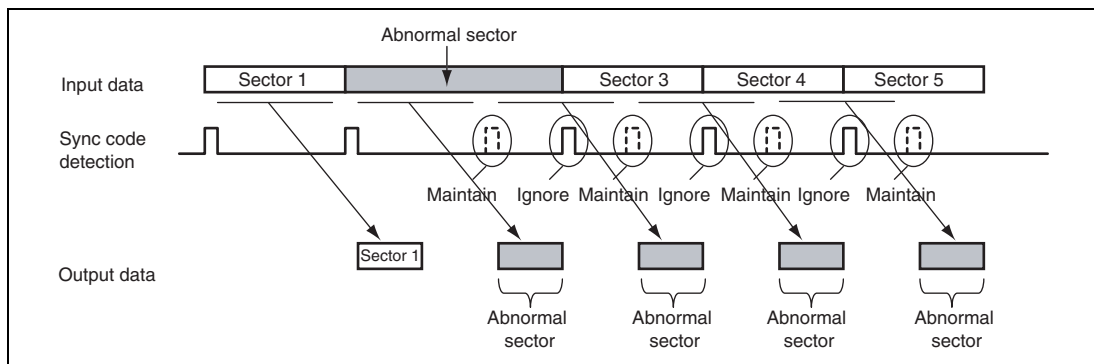 Abnormal sector
Input data
Sector 1
Sector 3
Sector 4
Sector 5
Sync code
detection
Maintain
Ignore
Maintain
Ignore
Maintain
Ignore
Maintain
Output data
Sector 1
Abnormal
sector
Abnormal
sector
Abnormal
sector
Abnormal
sector